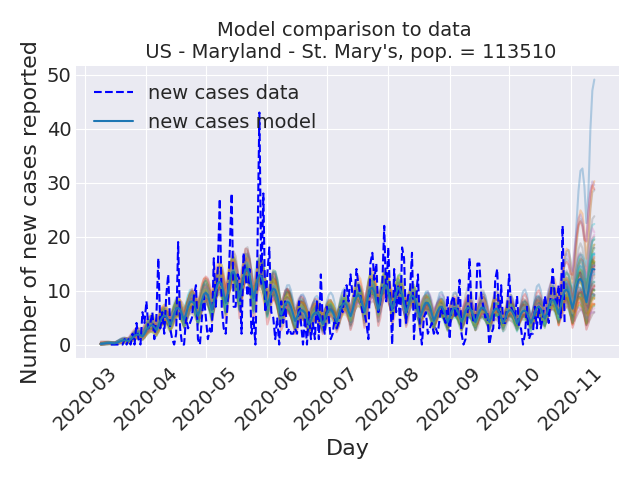 Model comparison to data
US - Maryland - St. Mary's, pop. = 113510
Number of new cases reported
50
40
30
20
10
0
new cases data
new cases model
2020-03
2020-04
2020-05
2020-06
2020-07
2020-08
2020-09
2020-10
2020-11
Day